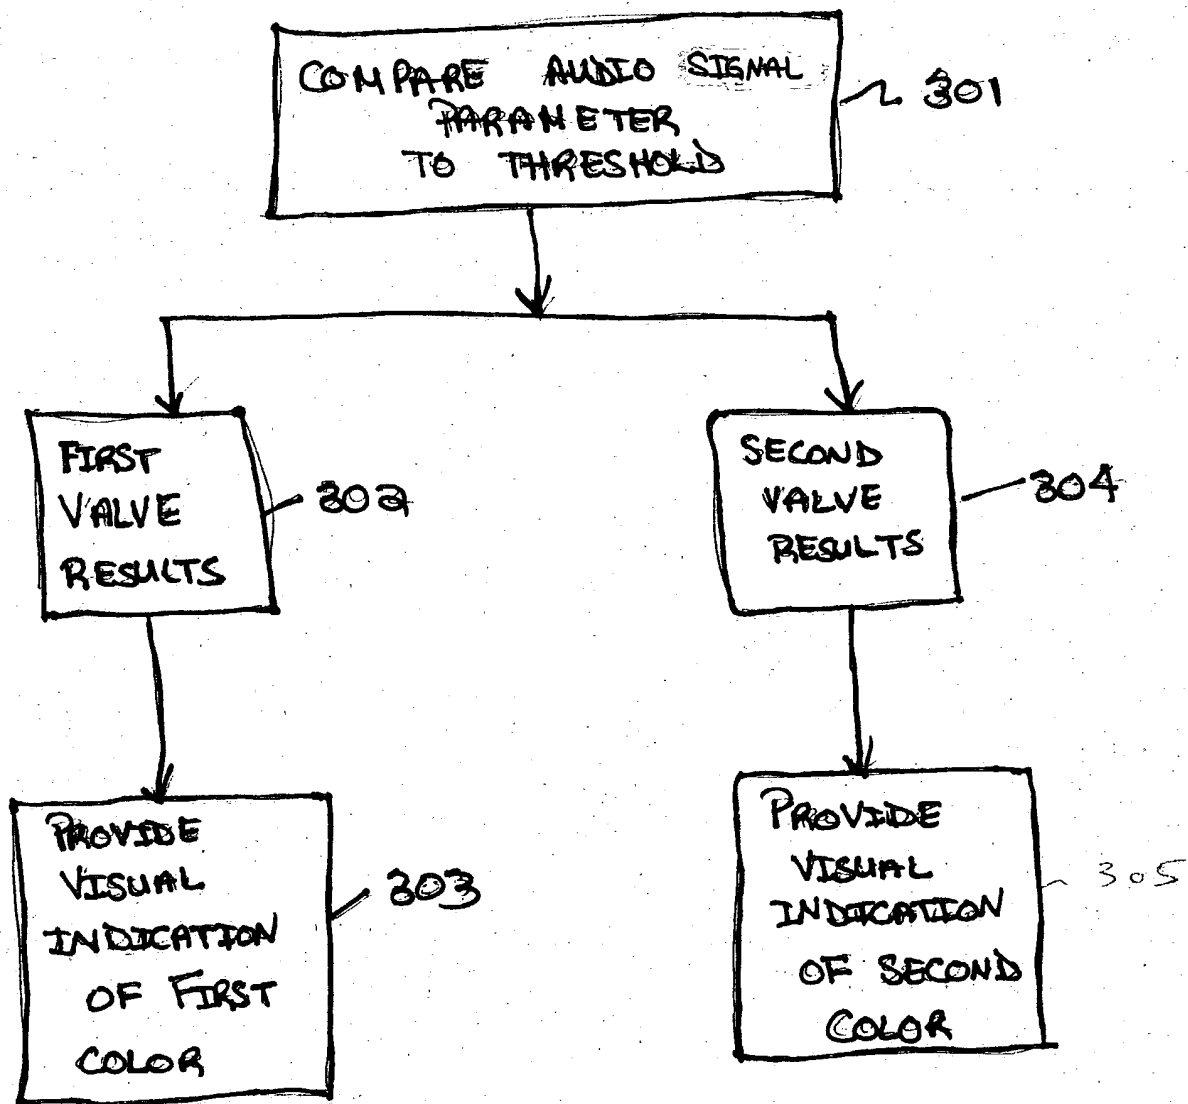 COMPARE AUDIO SIGNAL
PARAMETER
TO THRESHOLD
301
FIRST
VALVE
RESULTS
302
SECOND
VALVE
RESULTS
304
PROVIDE
VISUAL
INDICATION
OF FIRST
COLOR
303
PROVIDE
VISUAL
INDICATION
OF SECOND
COLOR
305